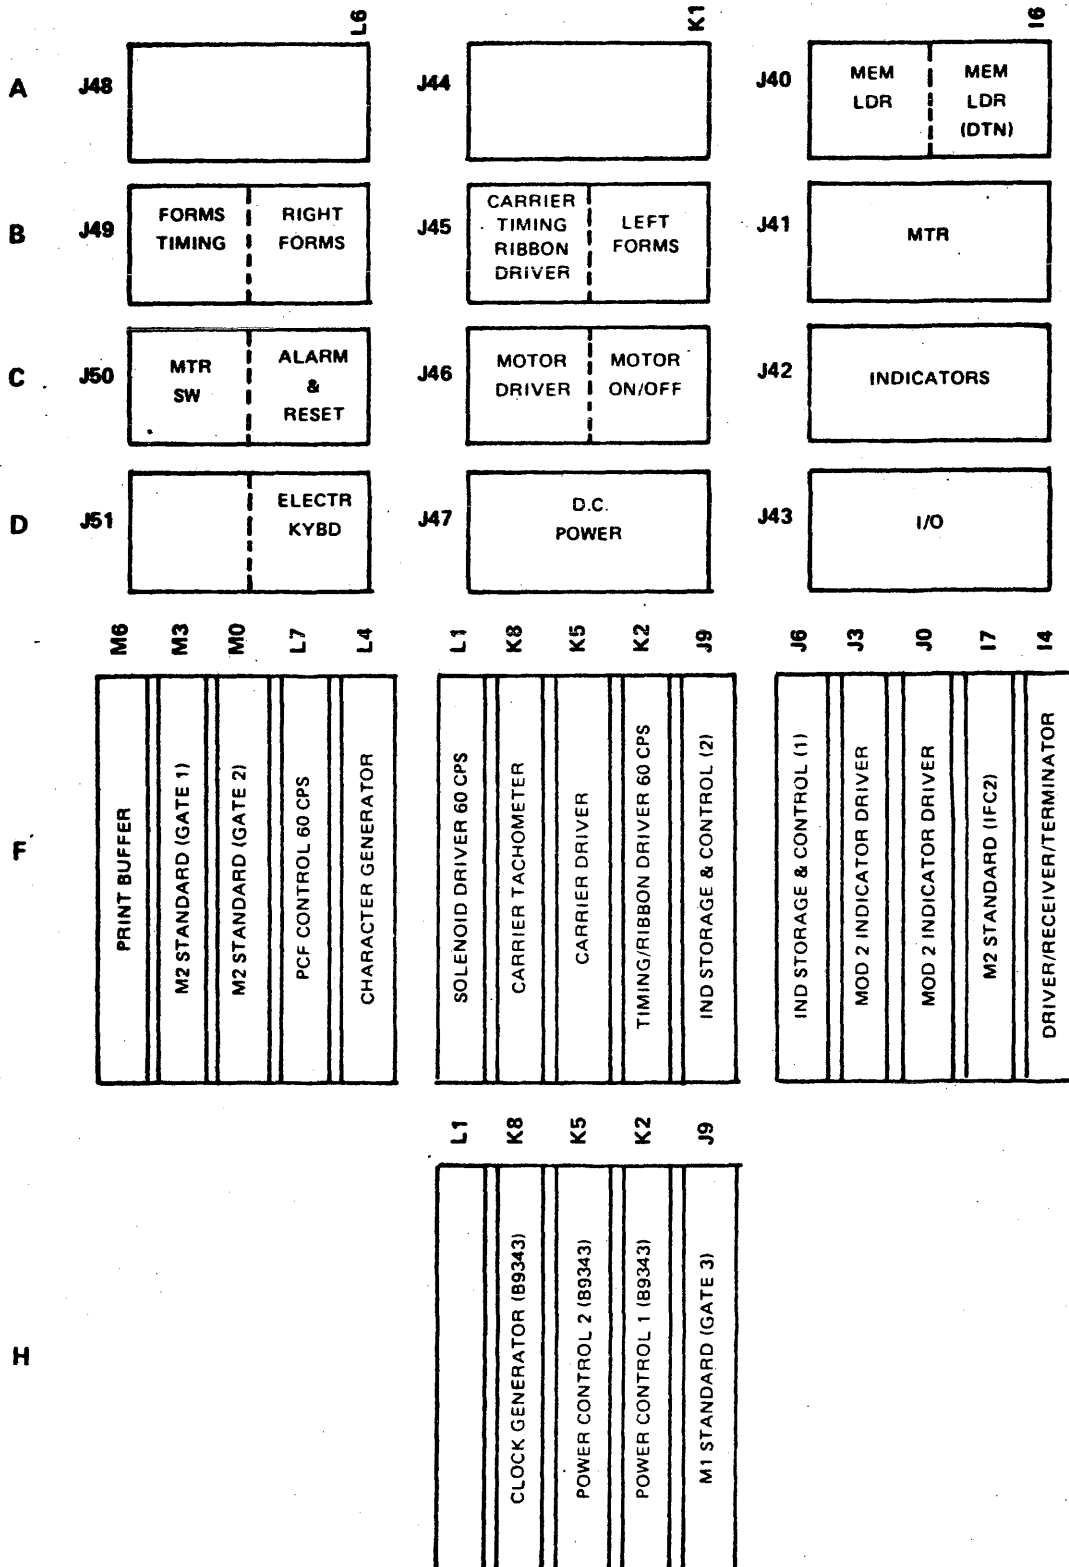 L6
K1
I6
A
J48
J44
J40
MEM
LDR
MEM
LDR
(DTN)
B
J49
FORMS
TIMING
RIGHT
FORMS
J45
CARRIER
TIMING
RIBBON
DRIVER
LEFT
FORMS
J41
MTR
C
J50
MTR
SW
ALARM
&
RESET
J46
MOTOR
DRIVER
MOTOR
ON/OFF
J42
INDICATORS
D
J51
ELECTR
KYBD
J47
D.C.
POWER
J43
I/O
M6
M3
M0
L7
L4
L1
K8
K5
K2
J9
J6
J3
J0
I7
I4
F
PRINT BUFFER
M2 STANDARD (GATE 1)
M2 STANDARD (GATE 2)
PCF CONTROL 60 CPS
CHARACTER GENERATOR
SOLENOID DRIVER 60 CPS
CARRIER TACHOMETER
CARRIER DRIVER
TIMING/RIBBON DRIVER 60 CPS
IND STORAGE & CONTROL (2)
IND STORAGE & CONTROL (1)
MOD 2 INDICATOR DRIVER
MOD 2 INDICATOR DRIVER
M2 STANDARD (IFC2)
DRIVER/RECEIVER/TERMINATOR
L1
K8
K5
K2
J9
H
CLOCK GENERATOR (B9343)
POWER CONTROL 2 (B9343)
POWER CONTROL 1 (B9343)
M1 STANDARD (GATE 3)